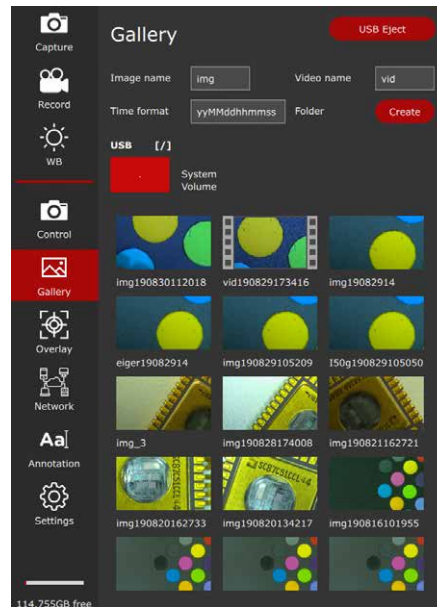 Capture
Record
WB
Control
Gallery
Overlay
Network
Aa
Annotation
Settings
114.755GB free
Gallery
USB Eject
Image name
img
Video name
vid
Time format
yyMMddhhmmss
Folder
Create
USB [/]
System
Volume
img190830112018 vid190829173416 img19082914
eiger19082914 img190829105209 I50g190829105050
img_3 img190828174008 img190821162721
img190820162733 img190820134217 img190816101955